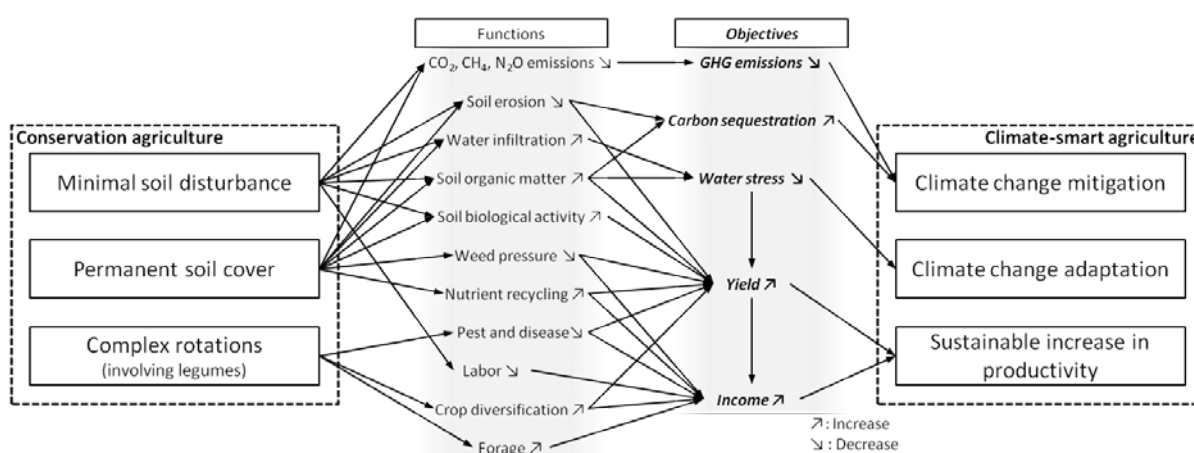 Functions
Objectives
CO₂, CH₄, N₂O emissions ↘
GHG emissions ↘
Soil erosion ↘
Carbon sequestration ↗
Water infiltration ↗
Soil organic matter ↗
Water stress ↘
Soil biological activity ↗
Weed pressure ↘
Nutrient recycling ↗
Yield ↗
Pest and disease↘
Labor ↘
Crop diversification ↗
Income ↗
Forage ↗
Conservation agriculture
Minimal soil disturbance
Permanent soil cover
Complex rotations
(involving legumes)
Climate-smart agriculture
Climate change mitigation
Climate change adaptation
Sustainable increase in
productivity
↗: Increase
↘: Decrease